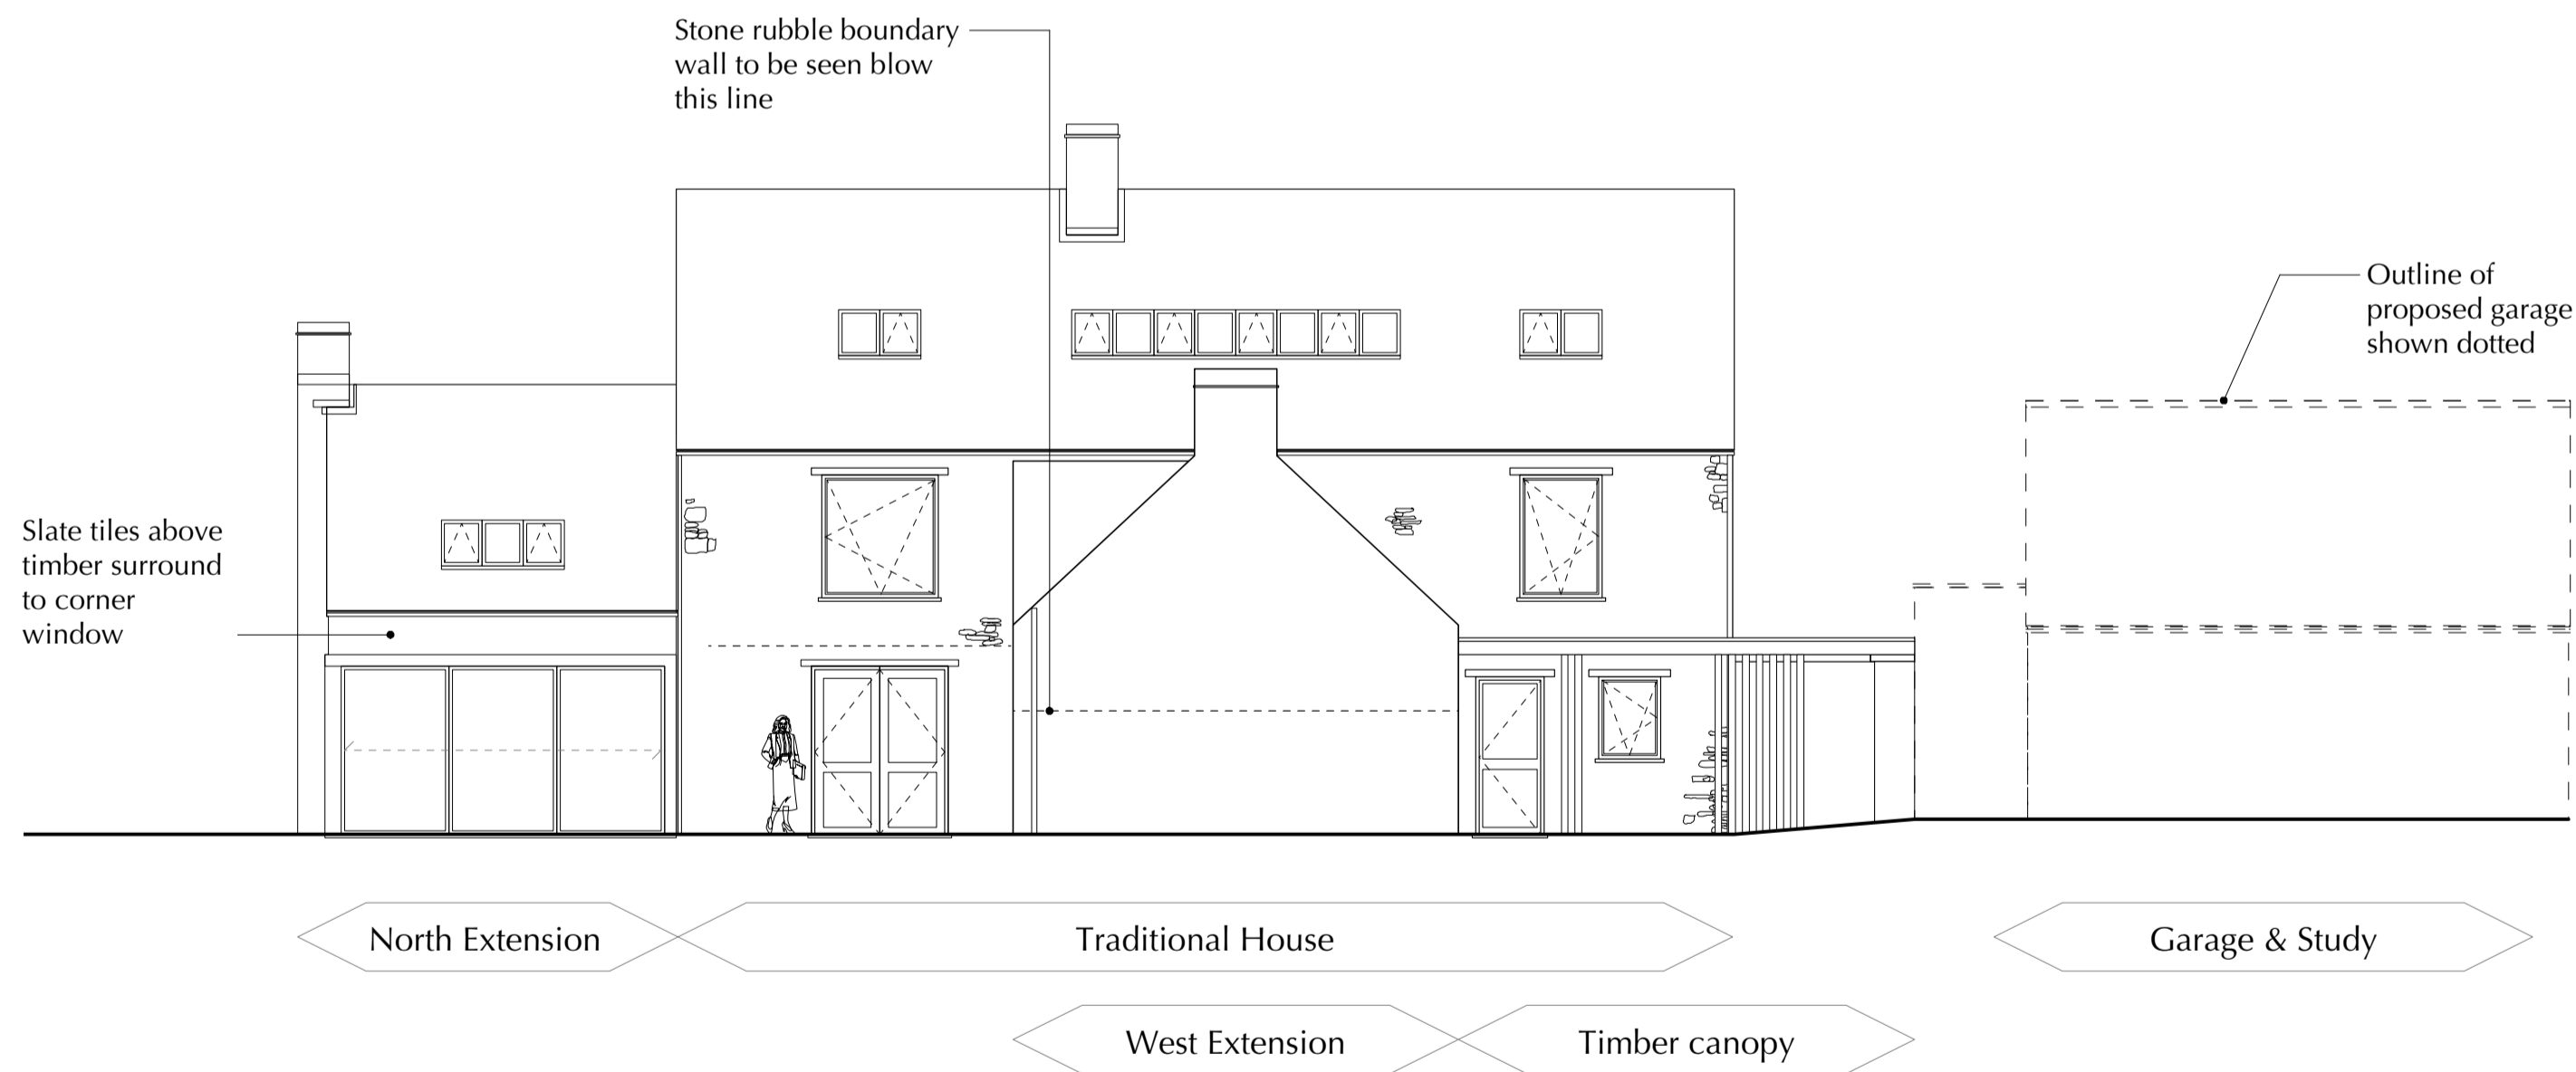 Stone rubble boundary
wall to be seen blow
this line
Outline of
proposed garage
shown dotted
Slate tiles above
timber surround
to corner
window
North Extension
Traditional House
Garage & Study
West Extension
Timber canopy